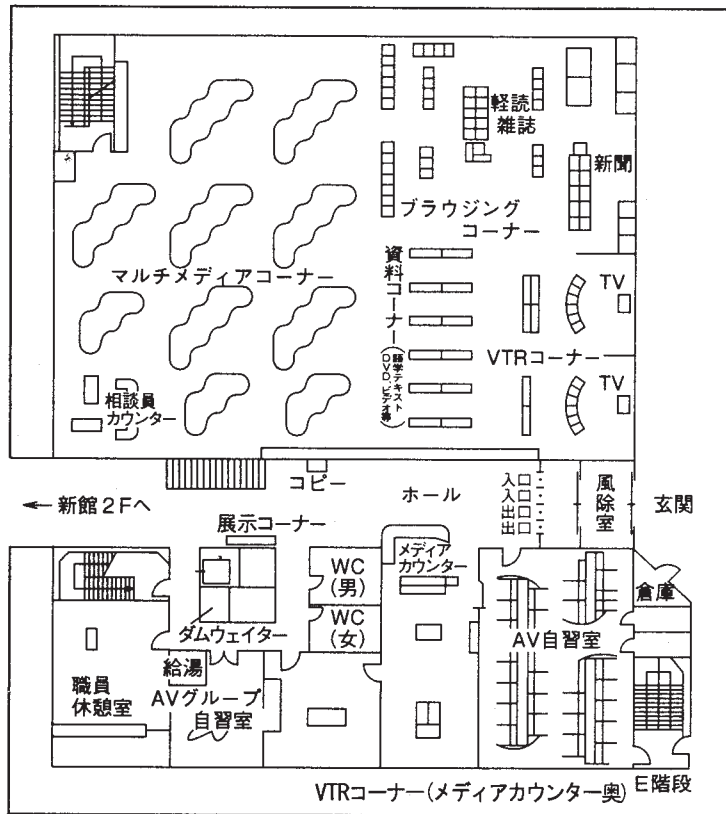 軽読
雑誌
新聞
ブラウジング
コーナー
資料コーナー
(語学テキスト
DVD、ビデオ等)
マルチメディアコーナー
TV
VTRコーナー
TV
相談員
カウンター
コピー
ホール
入口
入口
出口
出口
風除室
玄関
← 新館2Fへ
展示コーナー
メディア
カウンター
WC
(男)
WC
(女)
倉庫
ダムウェイター
AV自習室
給湯
職員
休憩室
AVグループ
自習室
VTRコーナー(メディアカウンター奥)
E階段